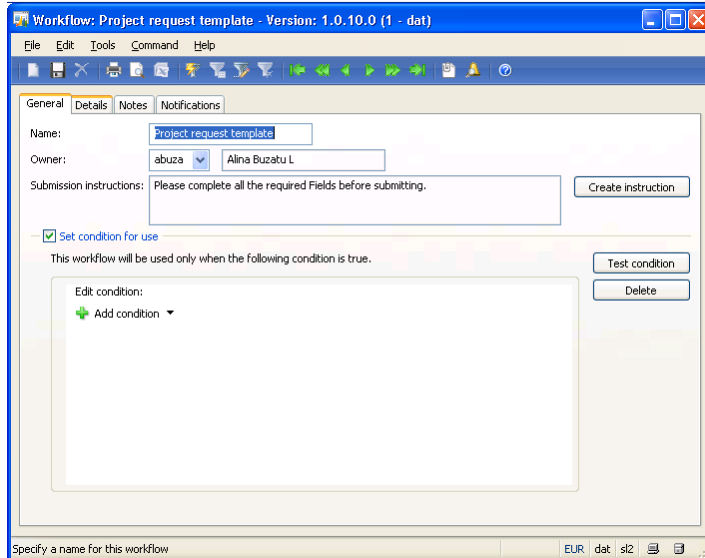 Workflow: Project request template - Version: 1.0.10.0 (1 - dat)
File Edit Tools Command Help
General Details Notes Notifications
Name: Project request template
Owner: abuza Alina Buzatu L
Submission instructions: Please complete all the required Fields before submitting. Create instruction
Set condition for use
This workflow will be used only when the following condition is true. Test condition
Delete
Edit condition:
Add condition
Specify a name for this workflow EUR dat sl2